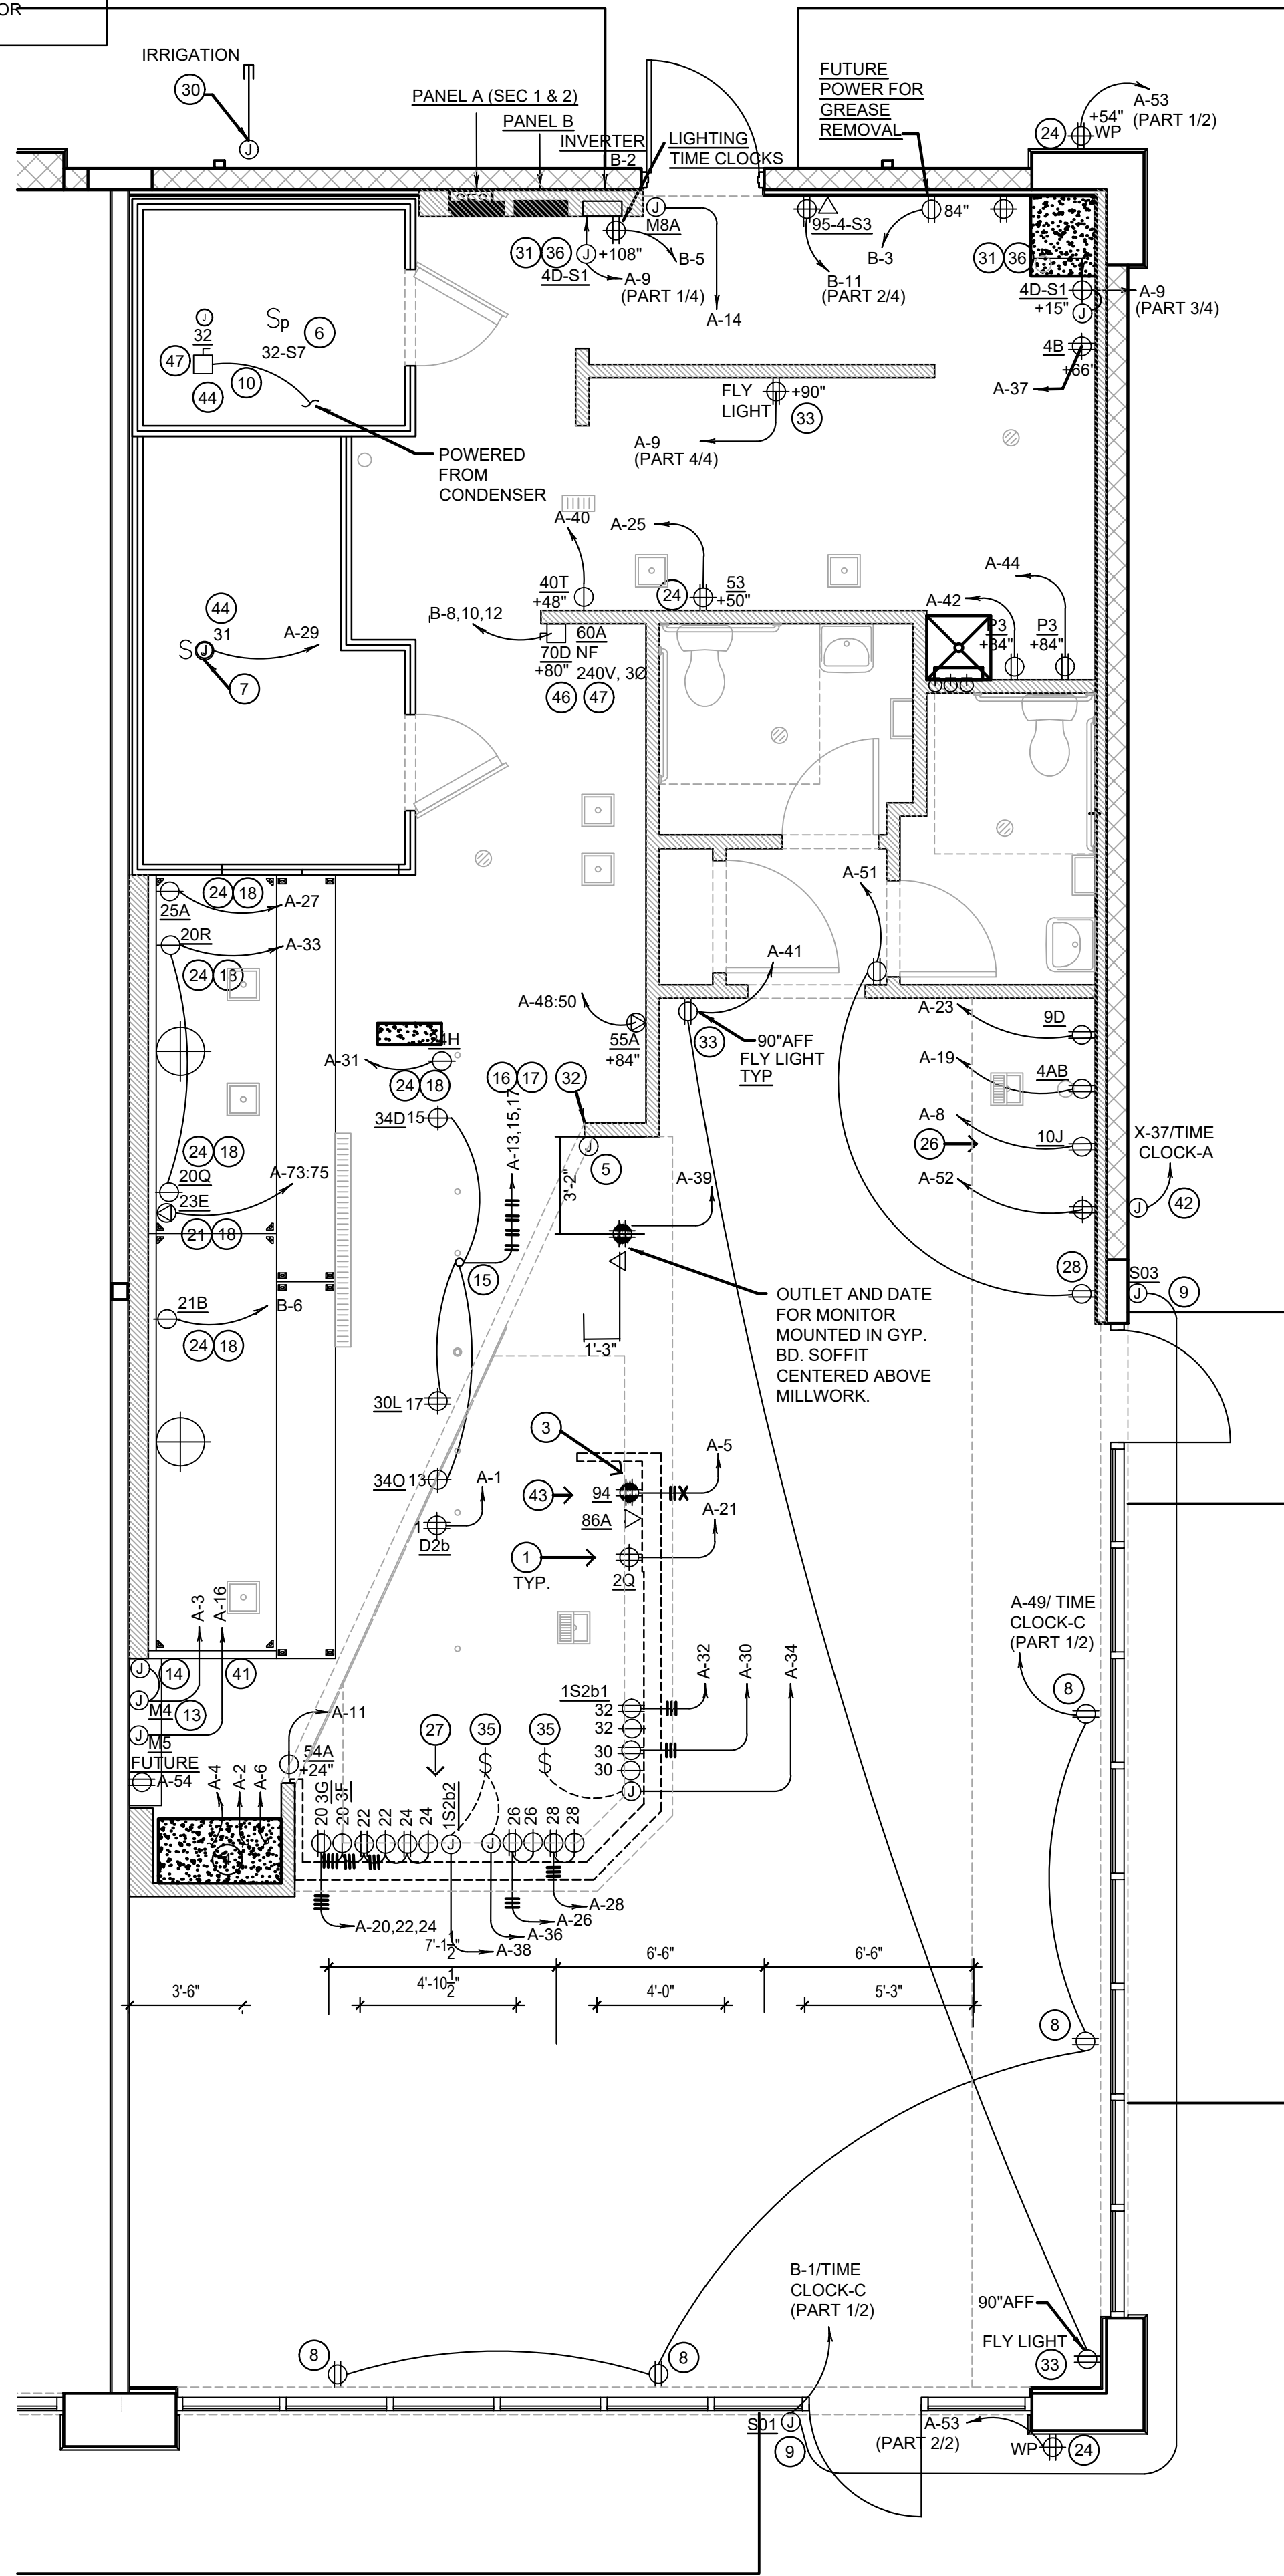 OR
IRRIGATION
30
J
PANEL A (SEC 1 & 2)
PANEL B
INVERTER
B-2
LIGHTING
TIME CLOCKS
FUTURE
POWER FOR
GREASE
REMOVAL
24
+54"
WP
A-53
(PART 1/2)
J
M8A
95-4-S3
84"
31
36
J
+108"
4D-S1
B-5
A-9
(PART 1/4)
A-14
B-11
(PART 2/4)
B-3
31
36
4D-S1
+15"
J
A-9
(PART 3/4)
4B
+66"
A-37
J
32
Sp
6
32-S7
47
10
44
FLY
LIGHT
+90"
33
A-9
(PART 4/4)
POWERED
FROM
CONDENSER
A-40
A-25
40T
+48"
24
53
+50"
A-44
A-42
P3
+84"
P3
+84"
B-8,10,12
60A
70D
NF
+80"
240V, 3Ø
46
47
44
31
A-29
S
J
7
24
18
25A
A-27
20R
A-33
24
18
A-51
A-41
33
90"AFF
FLY LIGHT
TYP
A-48:50
55A
+84"
A-23
9D
A-19
4AB
A-8
10J
26
A-52
A-31
24
18
34D
15
16
17
32
A-13,15,17
J
5
3'-2"
A-39
X-37/TIME
CLOCK-A
J
42
24
18
20Q
23E
A-73:75
21
18
15
28
S03
J
9
21B
B-6
24
18
1'-3"
OUTLET AND DATE
FOR MONITOR
MOUNTED IN GYP.
BD. SOFFIT
CENTERED ABOVE
MILLWORK.
30L
17
3
A-5
34O
13
A-1
43
94
86A
A-21
1
D2b
1
TYP.
2Q
A-3
A-16
A-49/ TIME
CLOCK-C
(PART 1/2)
8
J
14
41
J
M4
13
J
M5
A-32
A-30
A-34
1S2b1
32
32
30
30
J
A-11
27
35
35
54A
+24"
FUTURE
A-54
A-4
A-2
A-6
20 3G
20 3F
22
22
24
24
1S2b2
26
26
28
28
J
J
A-20,22,24
A-28
A-26
A-36
A-38
7'-1 1/2"
6'-6"
6'-6"
3'-6"
4'-10 1/2"
4'-0"
5'-3"
8
B-1/TIME
CLOCK-C
(PART 1/2)
90"AFF
FLY LIGHT
33
8
8
S01
J
9
A-53
(PART 2/2)
WP
24